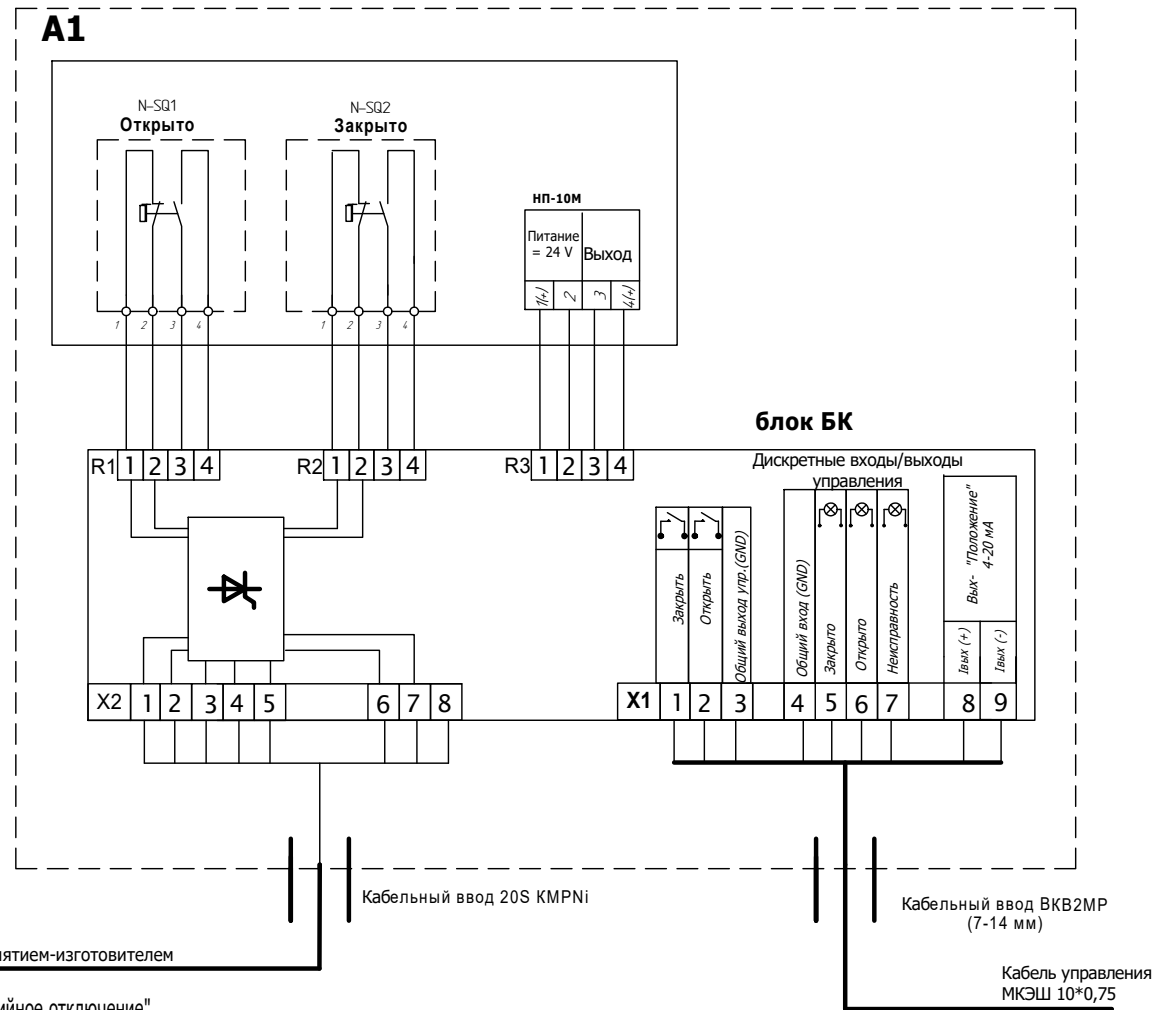 A1
N-SQ1
Открыто
1 2 3 4
N-SQ2
Закрыто
1 2 3 4
НП-10М
Питание
= 24 V
Выход
1(+) 2 3 4(+)
блок БК
R1 1 2 3 4
R2 1 2 3 4
R3 1 2 3 4
Дискретные входы/выходы
управления
Закрыть
Открыть
Общий выход упр.(GND)
Общий вход (GND)
Закрыто
Открыто
Неисправность
Вых- "Положение"
4-20 мА
Iвых (+)
Iвых (-)
X2 1 2 3 4 5 6 7 8
X1 1 2 3 4 5 6 7 8 9
Кабельный ввод 20S KMPNi
Кабельный ввод ВКВ2МР
(7-14 мм)
ятием-изготовителем
Кабель управления
МКЭШ 10*0,75
ийное отключение"